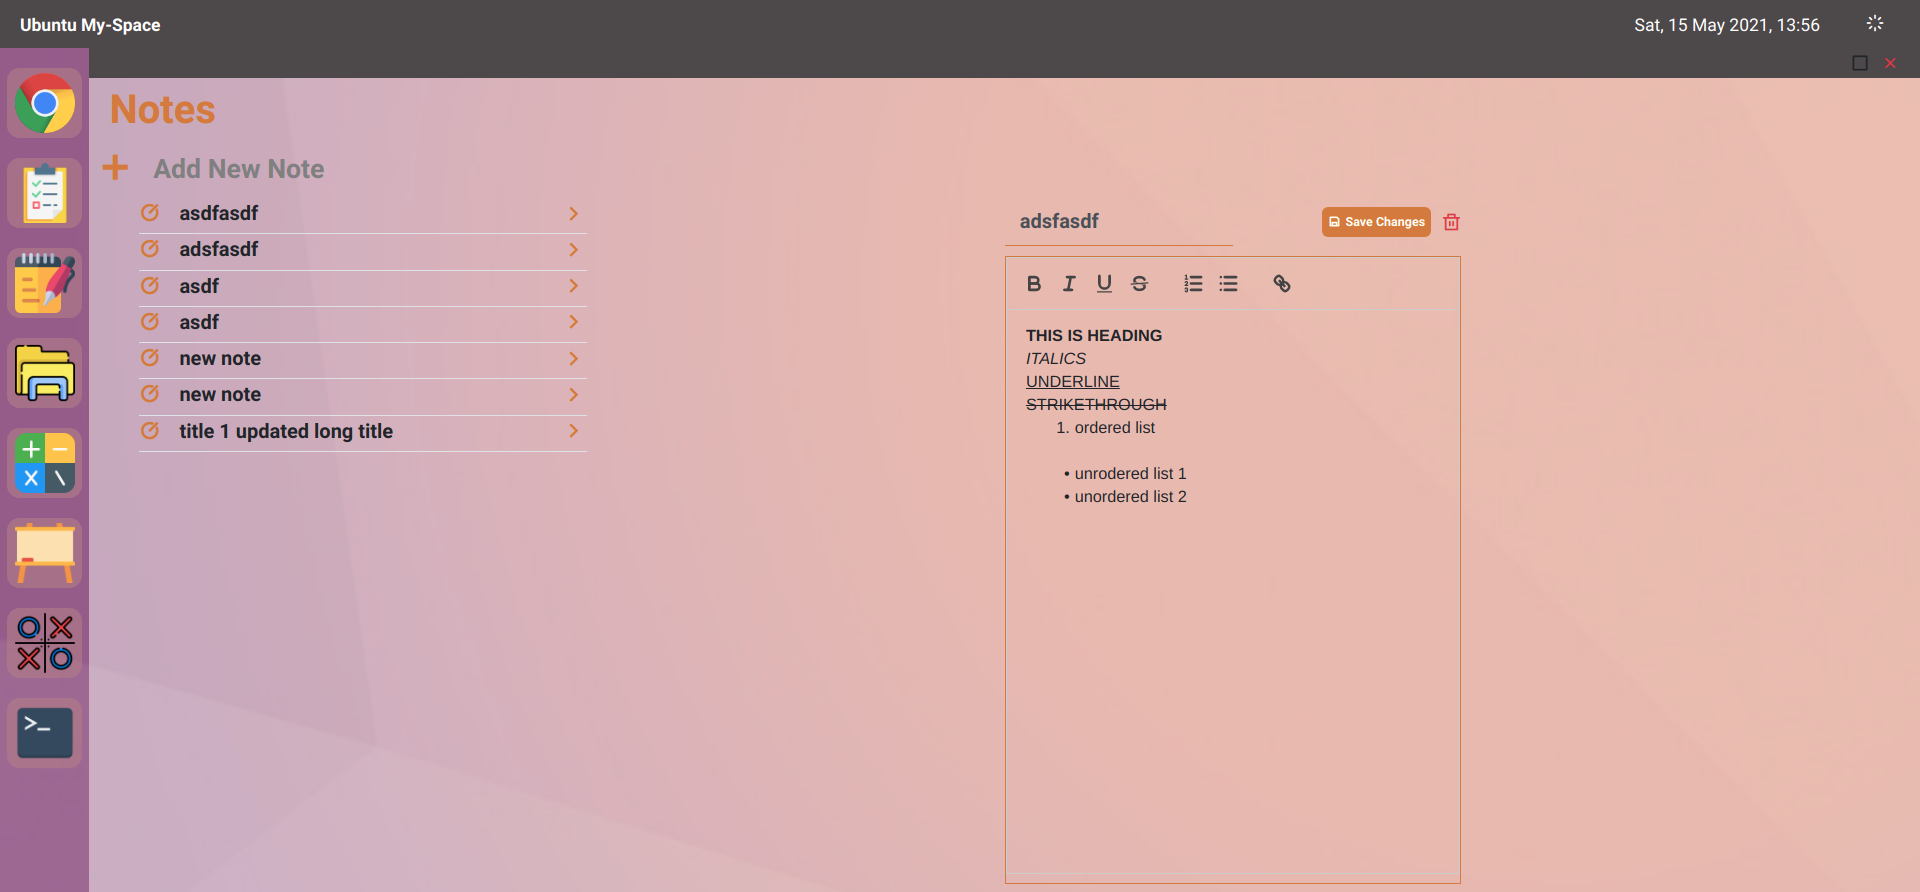 Ubuntu My-Space
Sat, 15 May 2021, 13:56
Notes
Add New Note
asdfasdf
adsfasdf
asdf
asdf
new note
new note
title 1 updated long title
adsfasdf
Save Changes
THIS IS HEADING
ITALICS
UNDERLINE
STRIKETHROUGH
1. ordered list
• unrodered list 1
• unordered list 2